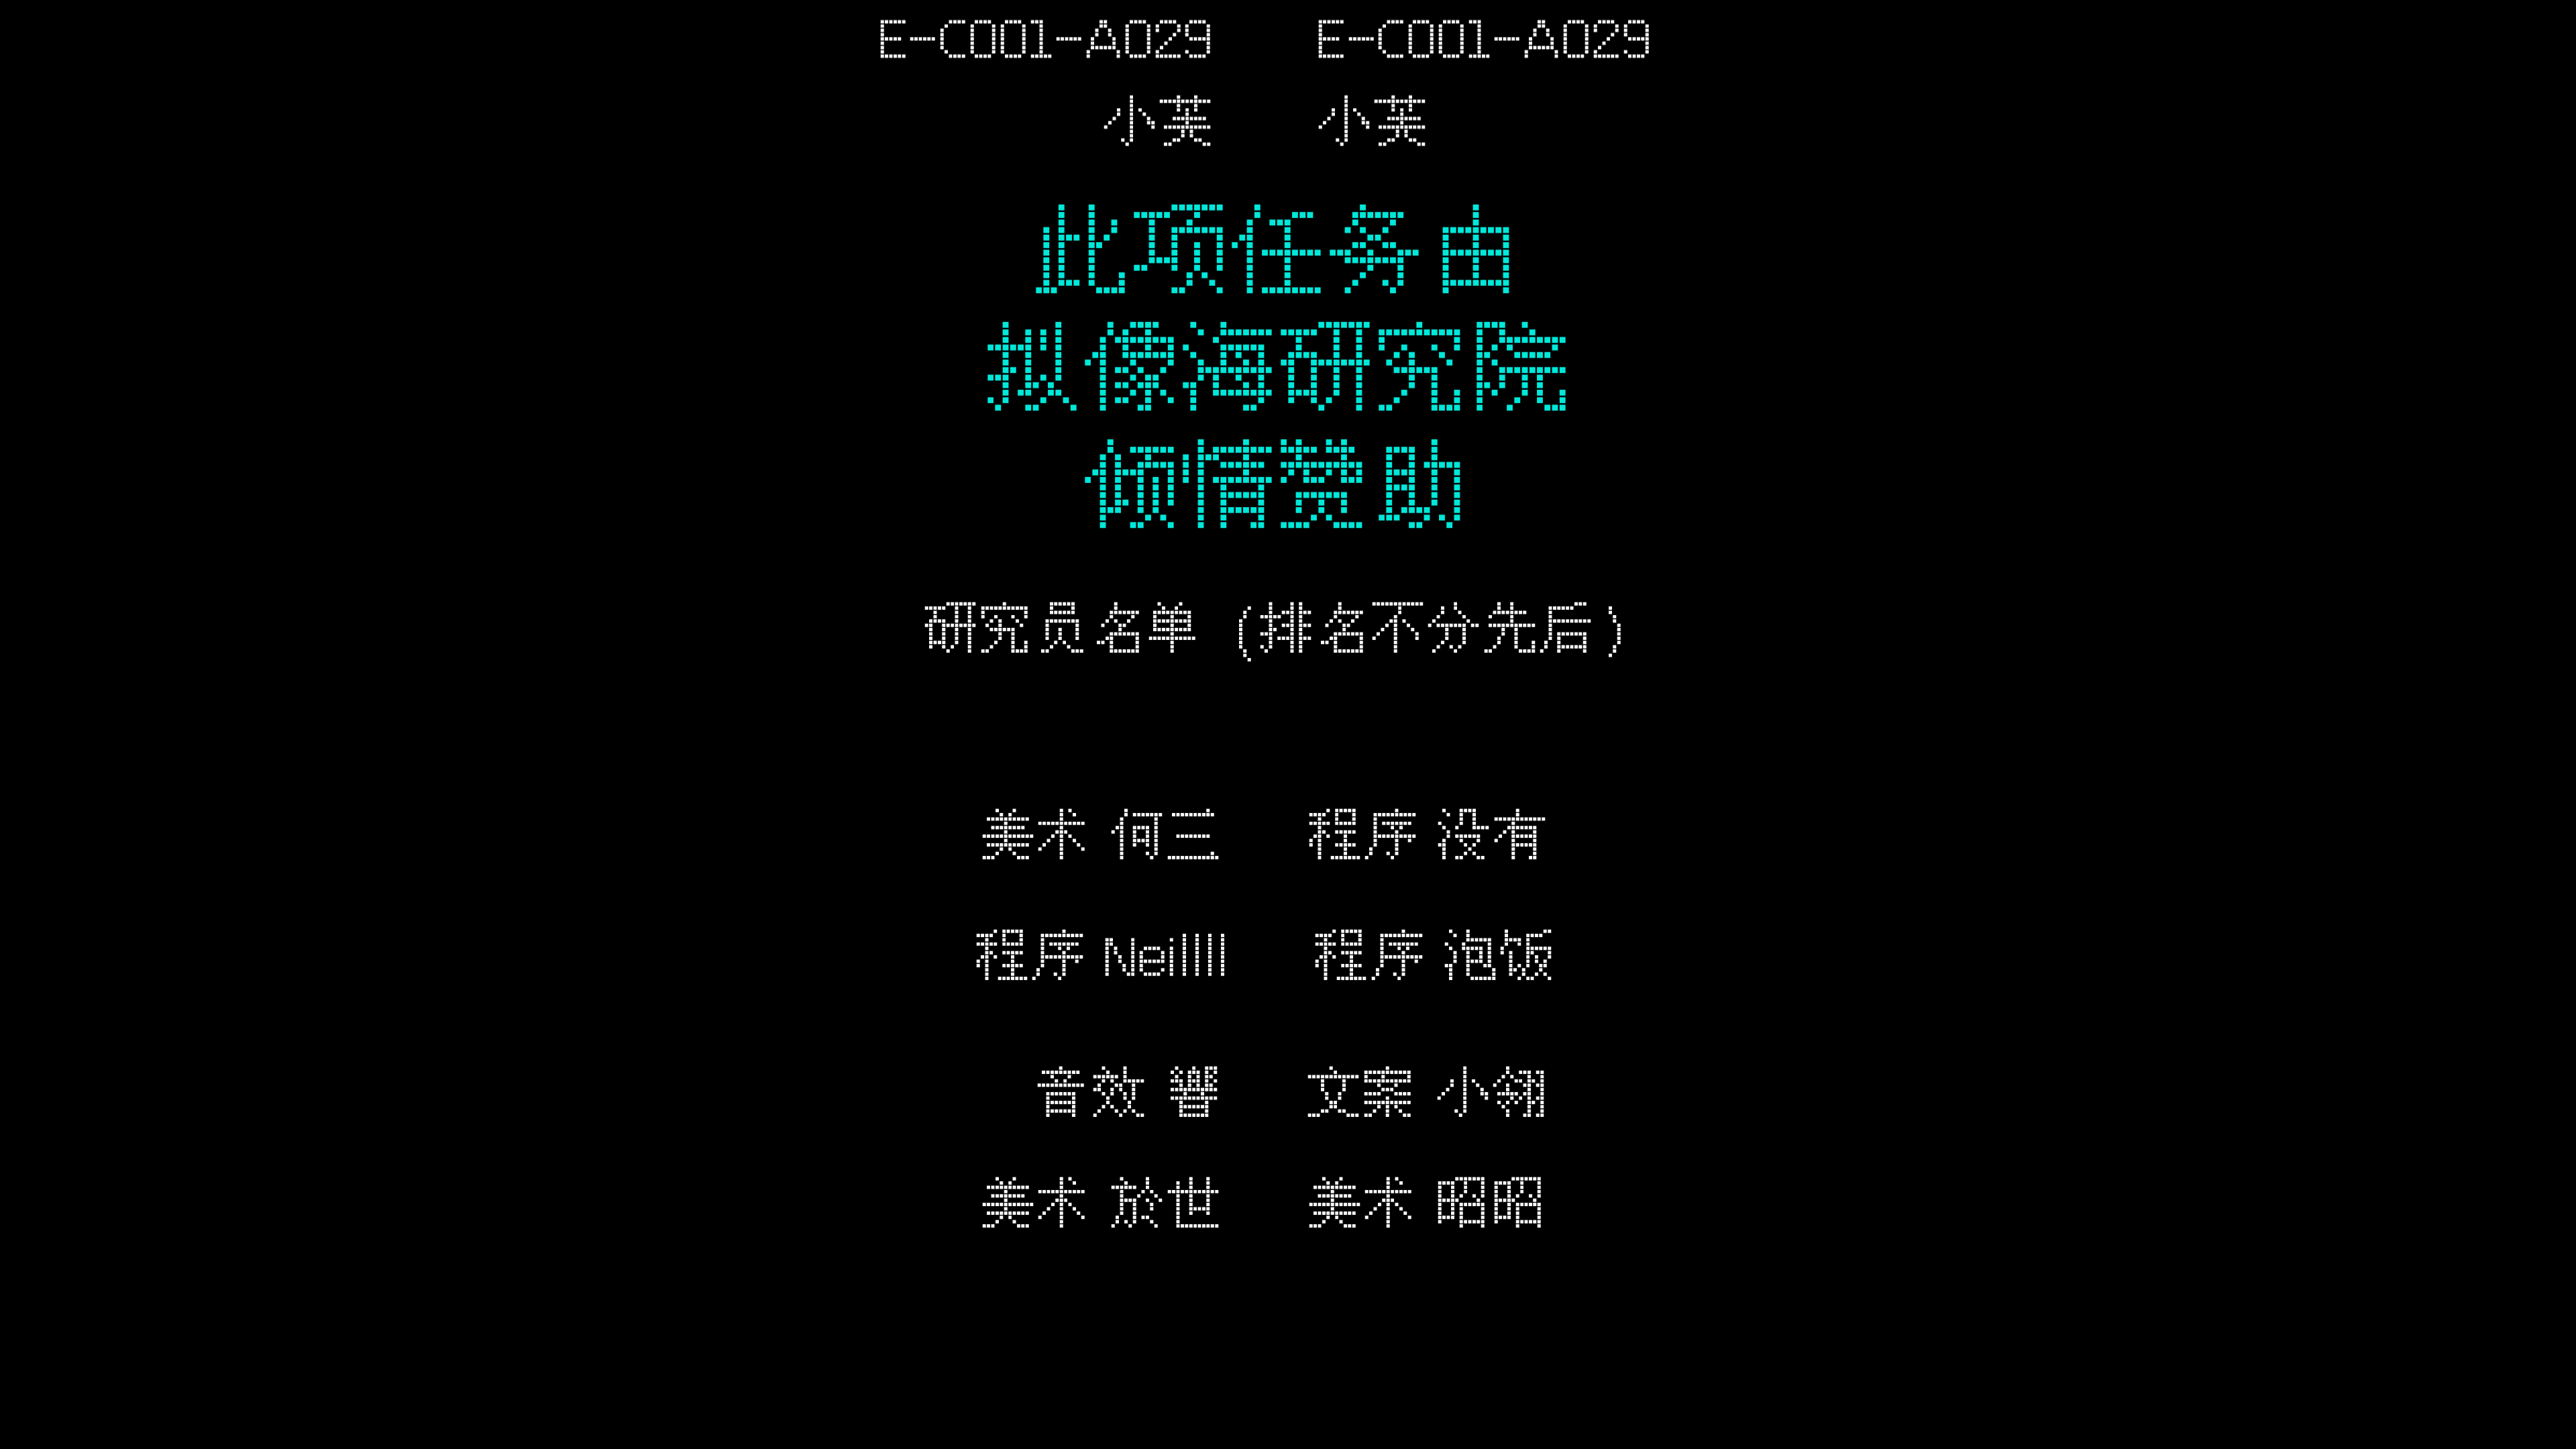 E-C001-A029 E-C001-A029
小芙 小芙
此项任务由
拟像海研究院
倾情赞助
研究员名单 (排名不分先后)
美术 何三 程序 没有
程序 Neillll 程序 泡饭
音效 響 文案 小翎
美术 於世 美术 昭昭